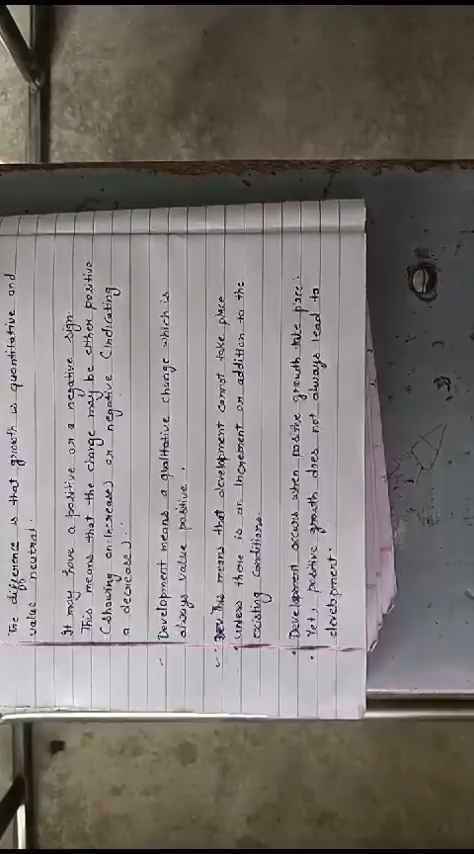 The difference is that growth is quantitative and
value neutral.
It may have a positive or a negative sign.
This means that the change may be either positive
(showing an increase) or negative (indicating
a decrease).
- Development means a qualitative change which is
always value positive.
- This means that development cannot take place
• unless there is an increment or addition to the
existing conditions.
• Development occurs when positive growth take place.
• Yet, positive growth does not always lead to
development.